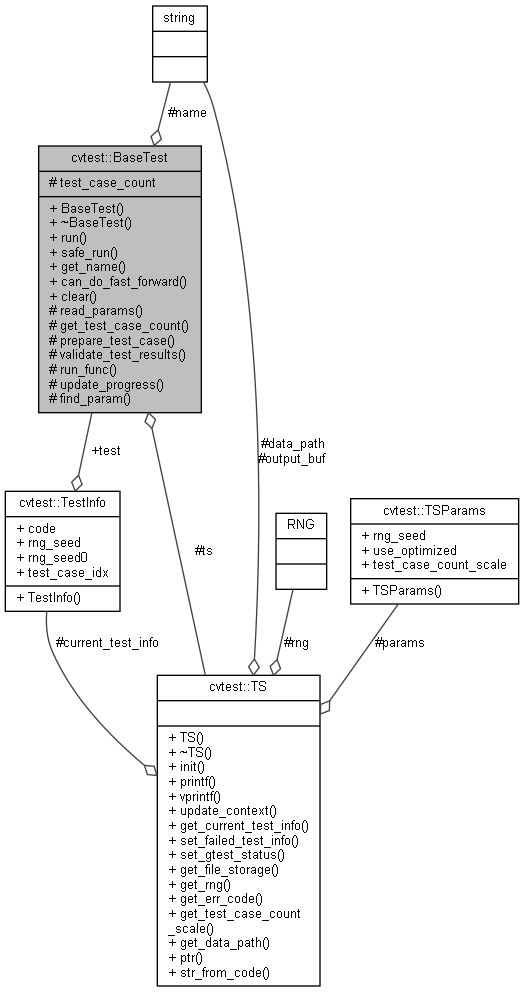 string
#name
cvtest::BaseTest
# test_case_count
+ BaseTest()
+ ~BaseTest()
+ run()
+ safe_run()
+ get_name()
+ can_do_fast_forward()
+ clear()
# read_params()
# get_test_case_count()
# prepare_test_case()
# validate_test_results()
# run_func()
# update_progress()
# find_param()
+test
#data_path
#output_buf
cvtest::TestInfo
+ code
+ rng_seed
+ rng_seed0
+ test_case_idx
+ TestInfo()
RNG
cvtest::TSParams
+ rng_seed
+ use_optimized
+ test_case_count_scale
+ TSParams()
#ts
#current_test_info
#rng
#params
cvtest::TS
+ TS()
+ ~TS()
+ init()
+ printf()
+ vprintf()
+ update_context()
+ get_current_test_info()
+ set_failed_test_info()
+ set_gtest_status()
+ get_file_storage()
+ get_rng()
+ get_err_code()
+ get_test_case_count
_scale()
+ get_data_path()
+ ptr()
+ str_from_code()